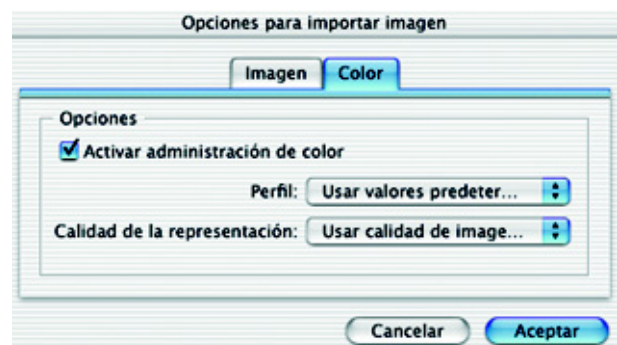 Opciones para importar imagen
Imagen Color
Opciones
Activar administración de color
Perfil: Usar valores predeter...
Calidad de la representación: Usar calidad de image...
Cancelar Aceptar